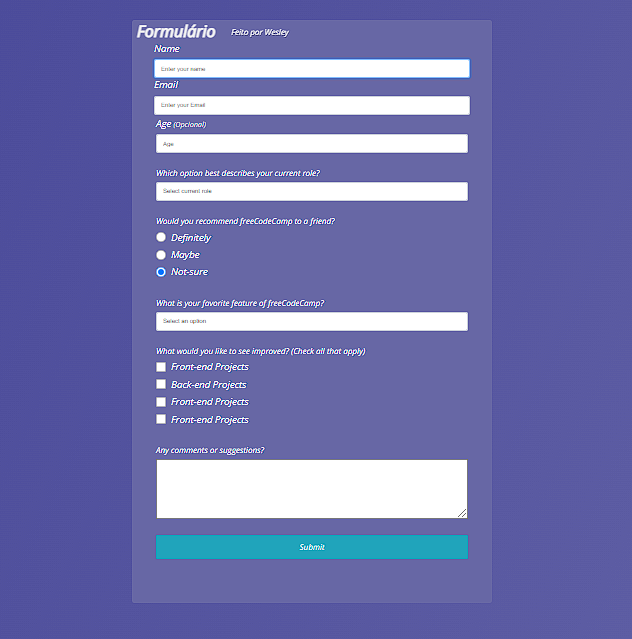 Formulário Feito por Wesley
Name
Enter your name
Email
Enter your Email
Age (Opcional)
Age
Which option best describes your current role?
Select current role
Would you recommend freeCodeCamp to a friend?
Definitely
Maybe
Not-sure
What is your favorite feature of freeCodeCamp?
Select an option
What would you like to see improved? (Check all that apply)
Front-end Projects
Back-end Projects
Front-end Projects
Front-end Projects
Any comments or suggestions?
Submit